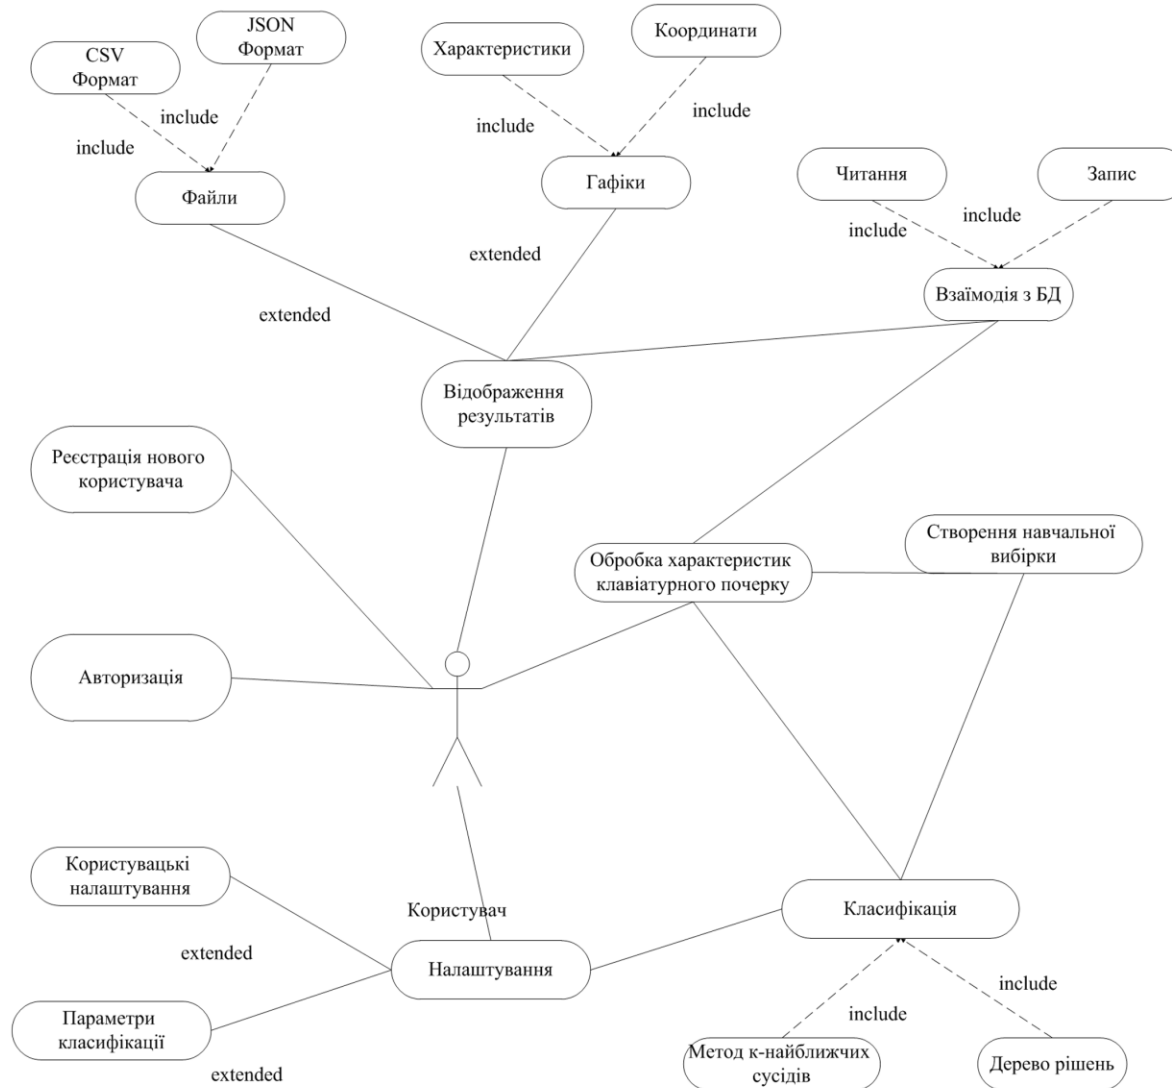 JSON
Формат
CSV
Формат
Характеристики
Координати
include
include
include
include
Файли
Гафіки
Читання
Запис
include
include
extended
extended
Взаїмодія з БД
Відображення
результатів
Реєстрація нового
користувача
Обробка характеристик
клавіатурного почерку
Створення навчальної
вибірки
Авторизація
Користувацькі
налаштування
Користувач
Класифікація
extended
Налаштування
Параметри
класифікації
extended
include
include
Метод к-найближчих
сусідів
Дерево рішень